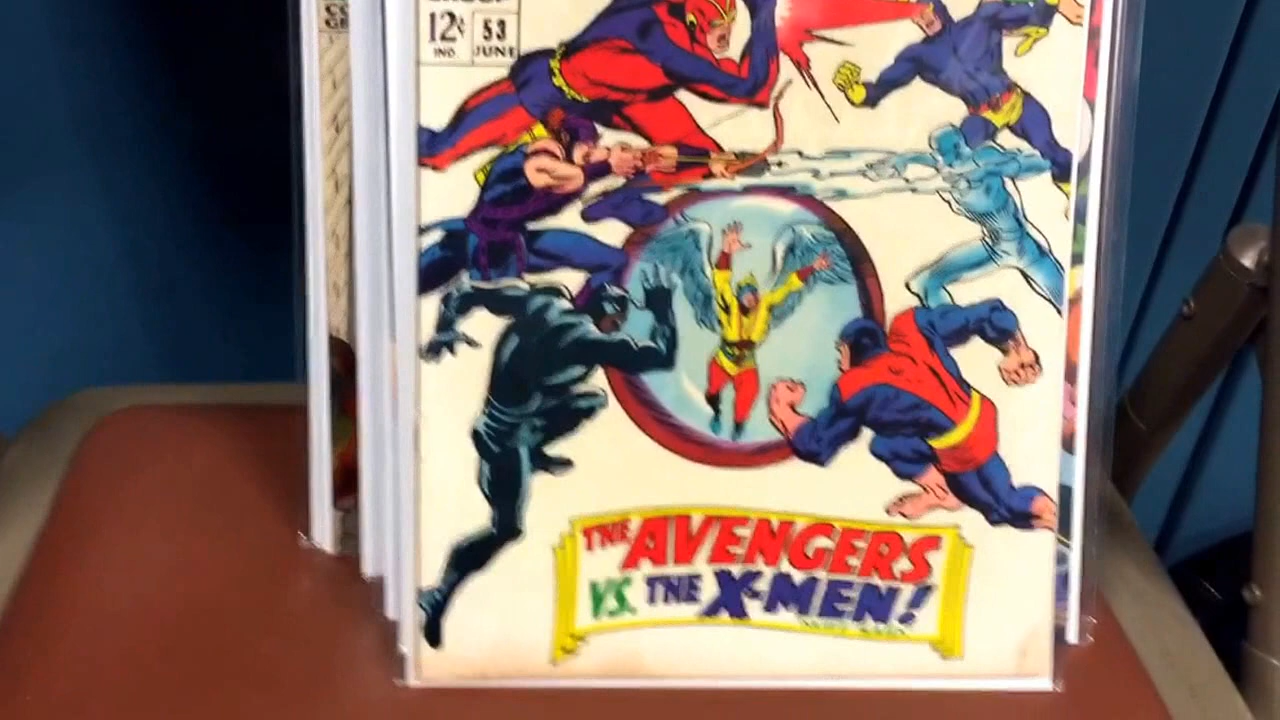 12¢ 53
IND. JUNE
THE AVENGERS
VS. THE X-MEN!